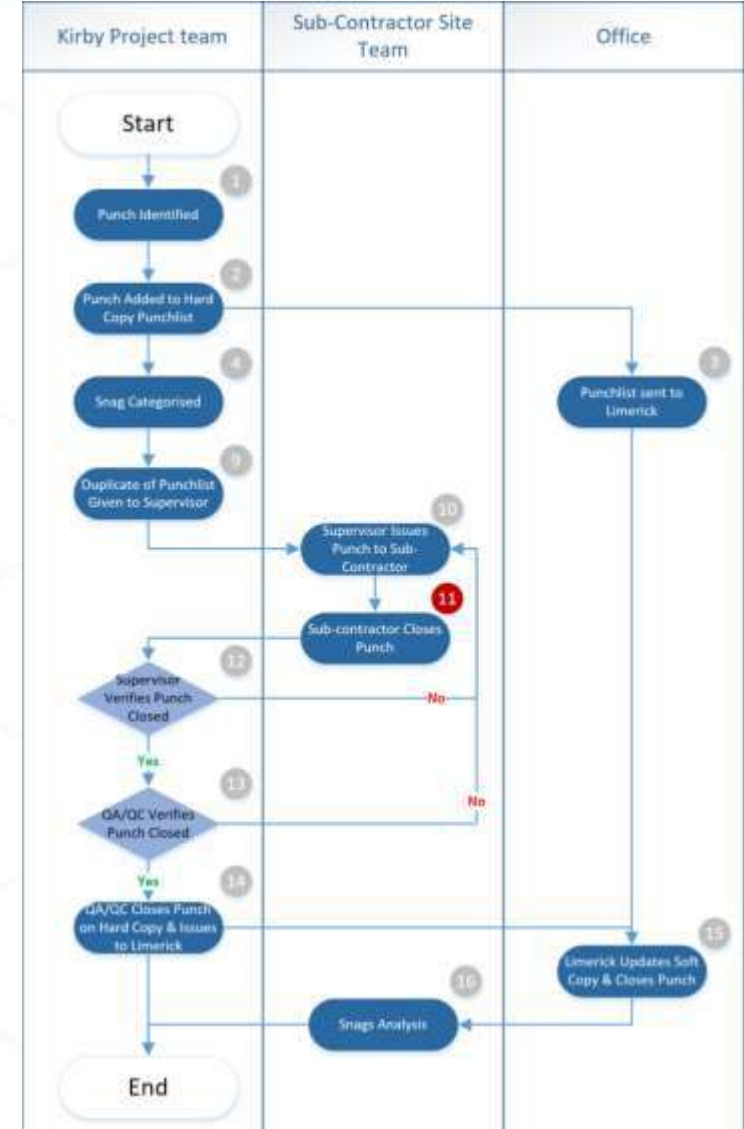 Kirby Project team
Sub-Contractor Site
Team
Office
Start
1
Punch Identified
2
Punch Added to Hard
Copy Punchlist
4
Snag Categorised
3
Punchlist sent to
Limerick
9
Duplicate of Punchlist
Given to Supervisor
10
Supervisor Issues
Punch to Sub-
Contractor
11
Sub-contractor Closes
Punch
12
Supervisor
Verifies Punch
Closed
No
Yes
13
QA/QC Verifies
Punch Closed
No
Yes
14
QA/QC Closes Punch
on Hard Copy & Issues
to Limerick
15
Limerick Updates Soft
Copy & Closes Punch
16
Snags Analysis
End